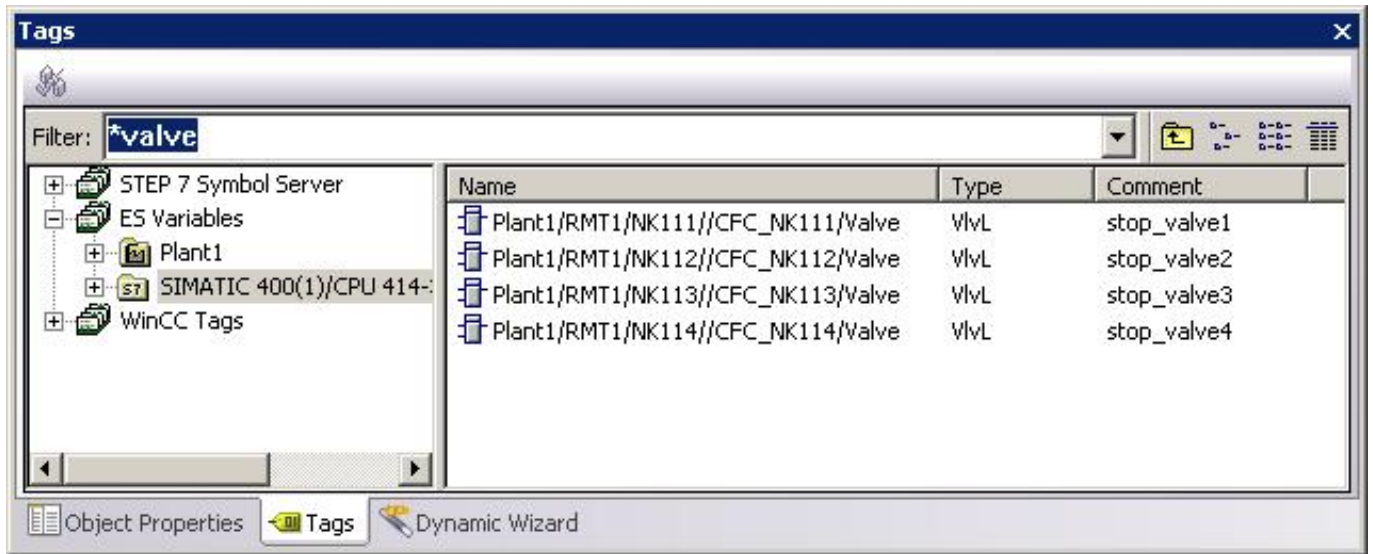 Tags
Filter: *valve
STEP 7 Symbol Server
ES Variables
Plant1
S7 SIMATIC 400(1)/CPU 414-
WinCC Tags
Name Type Comment
Plant1/RMT1/NK111//CFC_NK111/Valve VlvL stop_valve1
Plant1/RMT1/NK112//CFC_NK112/Valve VlvL stop_valve2
Plant1/RMT1/NK113//CFC_NK113/Valve VlvL stop_valve3
Plant1/RMT1/NK114//CFC_NK114/Valve VlvL stop_valve4
Object Properties Tags Dynamic Wizard